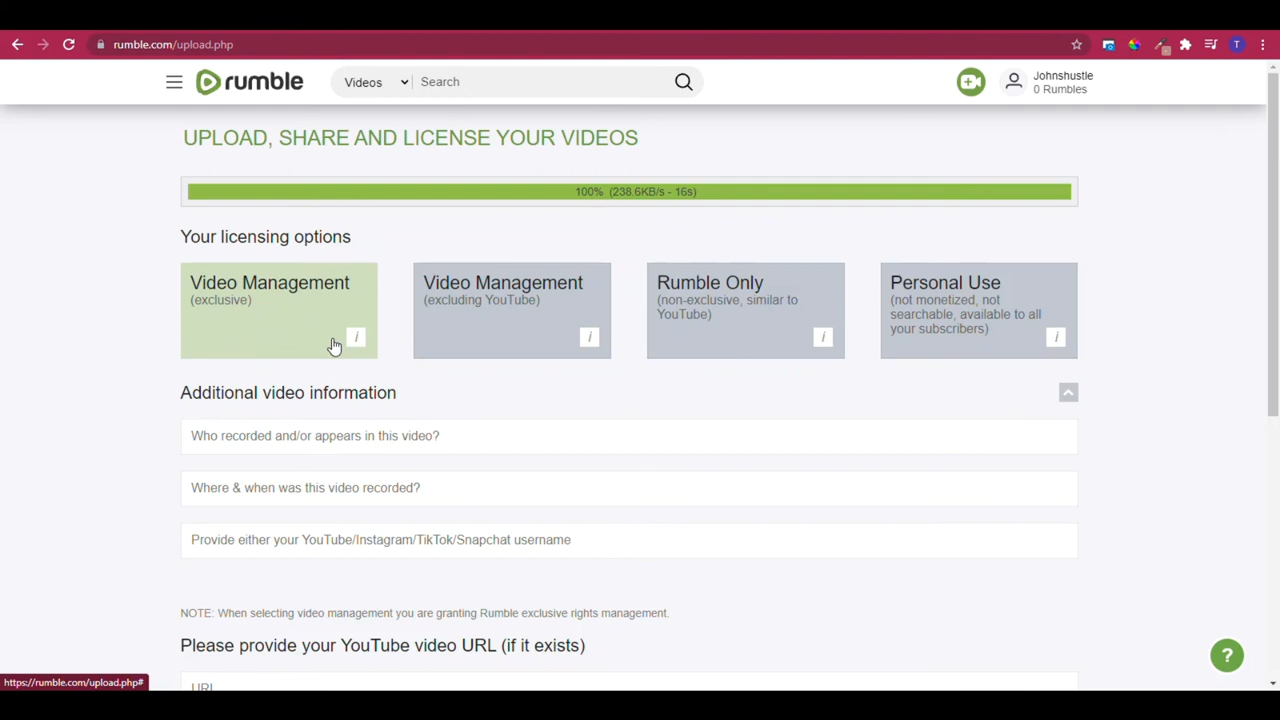 rumble.com/upload.php
T
rumble
Videos
Search
Johnshustle
0 Rumbles
UPLOAD, SHARE AND LICENSE YOUR VIDEOS
100% (238.6KB/s - 16s)
Your licensing options
Video Management
(exclusive)
i
Video Management
(excluding YouTube)
i
Rumble Only
(non-exclusive, similar to
YouTube)
i
Personal Use
(not monetized, not
searchable, available to all
your subscribers)
i
Additional video information
Who recorded and/or appears in this video?
Where & when was this video recorded?
Provide either your YouTube/Instagram/TikTok/Snapchat username
NOTE: When selecting video management you are granting Rumble exclusive rights management.
Please provide your YouTube video URL (if it exists)
?
https://rumble.com/upload.php#
URL